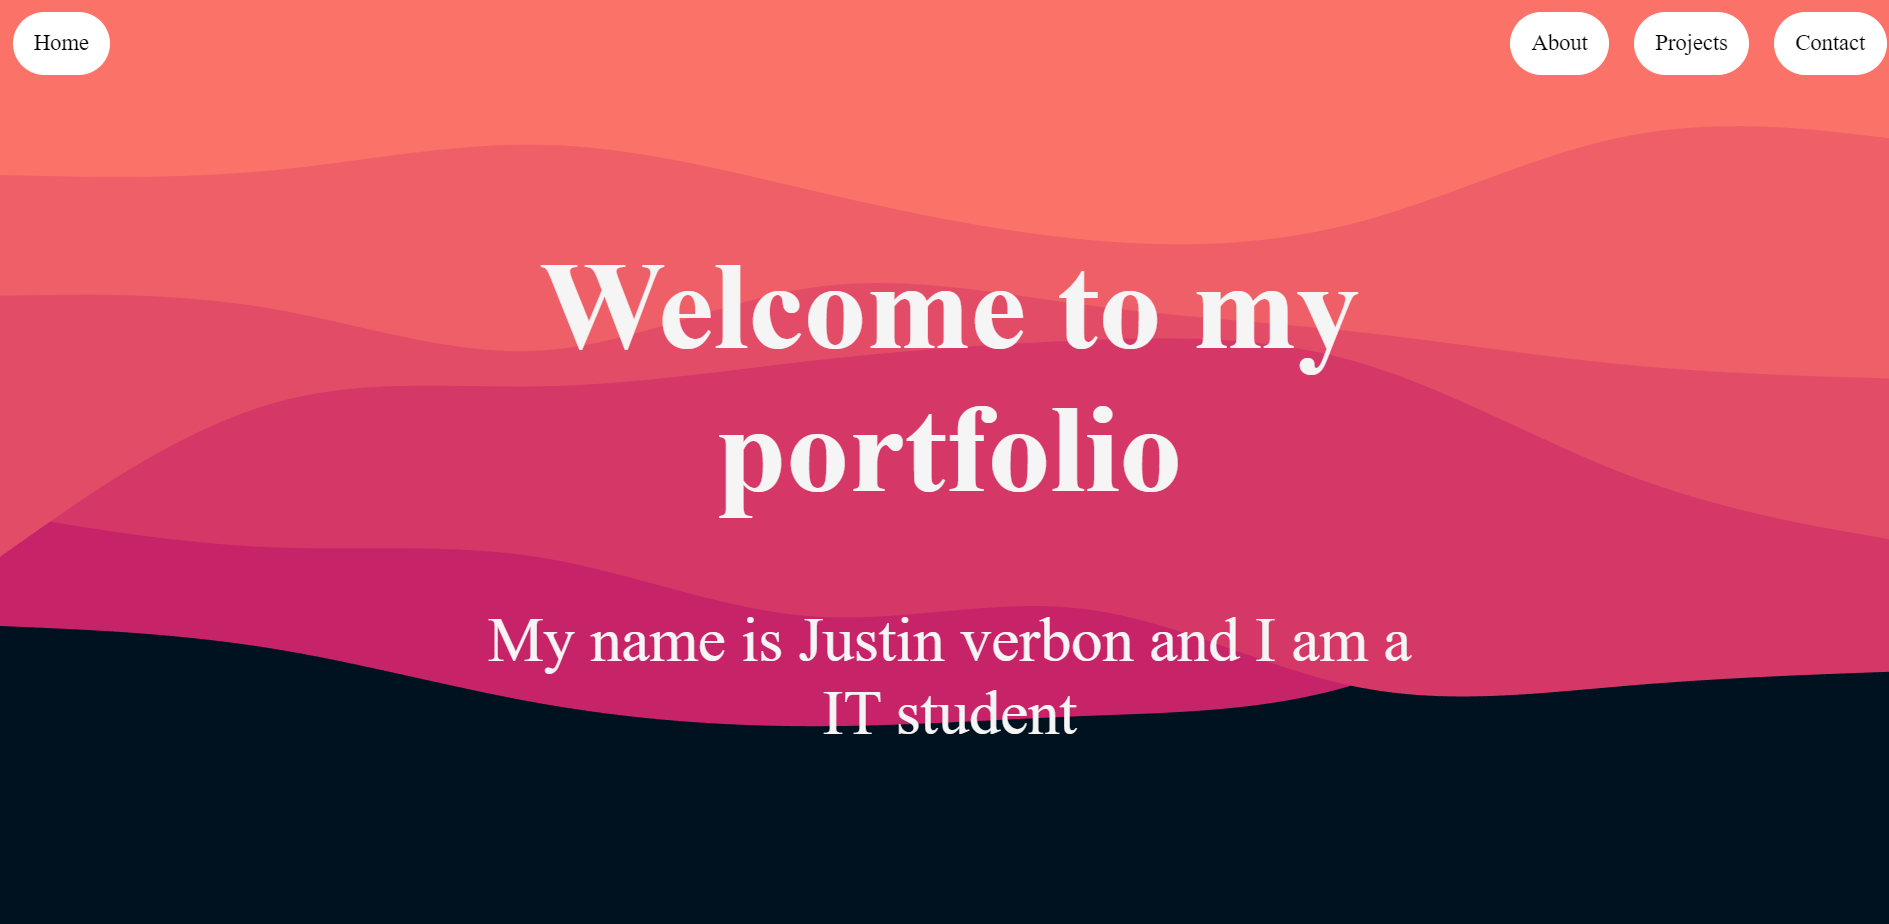 Home
About
Projects
Contact
Welcome to my
portfolio
My name is Justin verbon and I am a
IT student